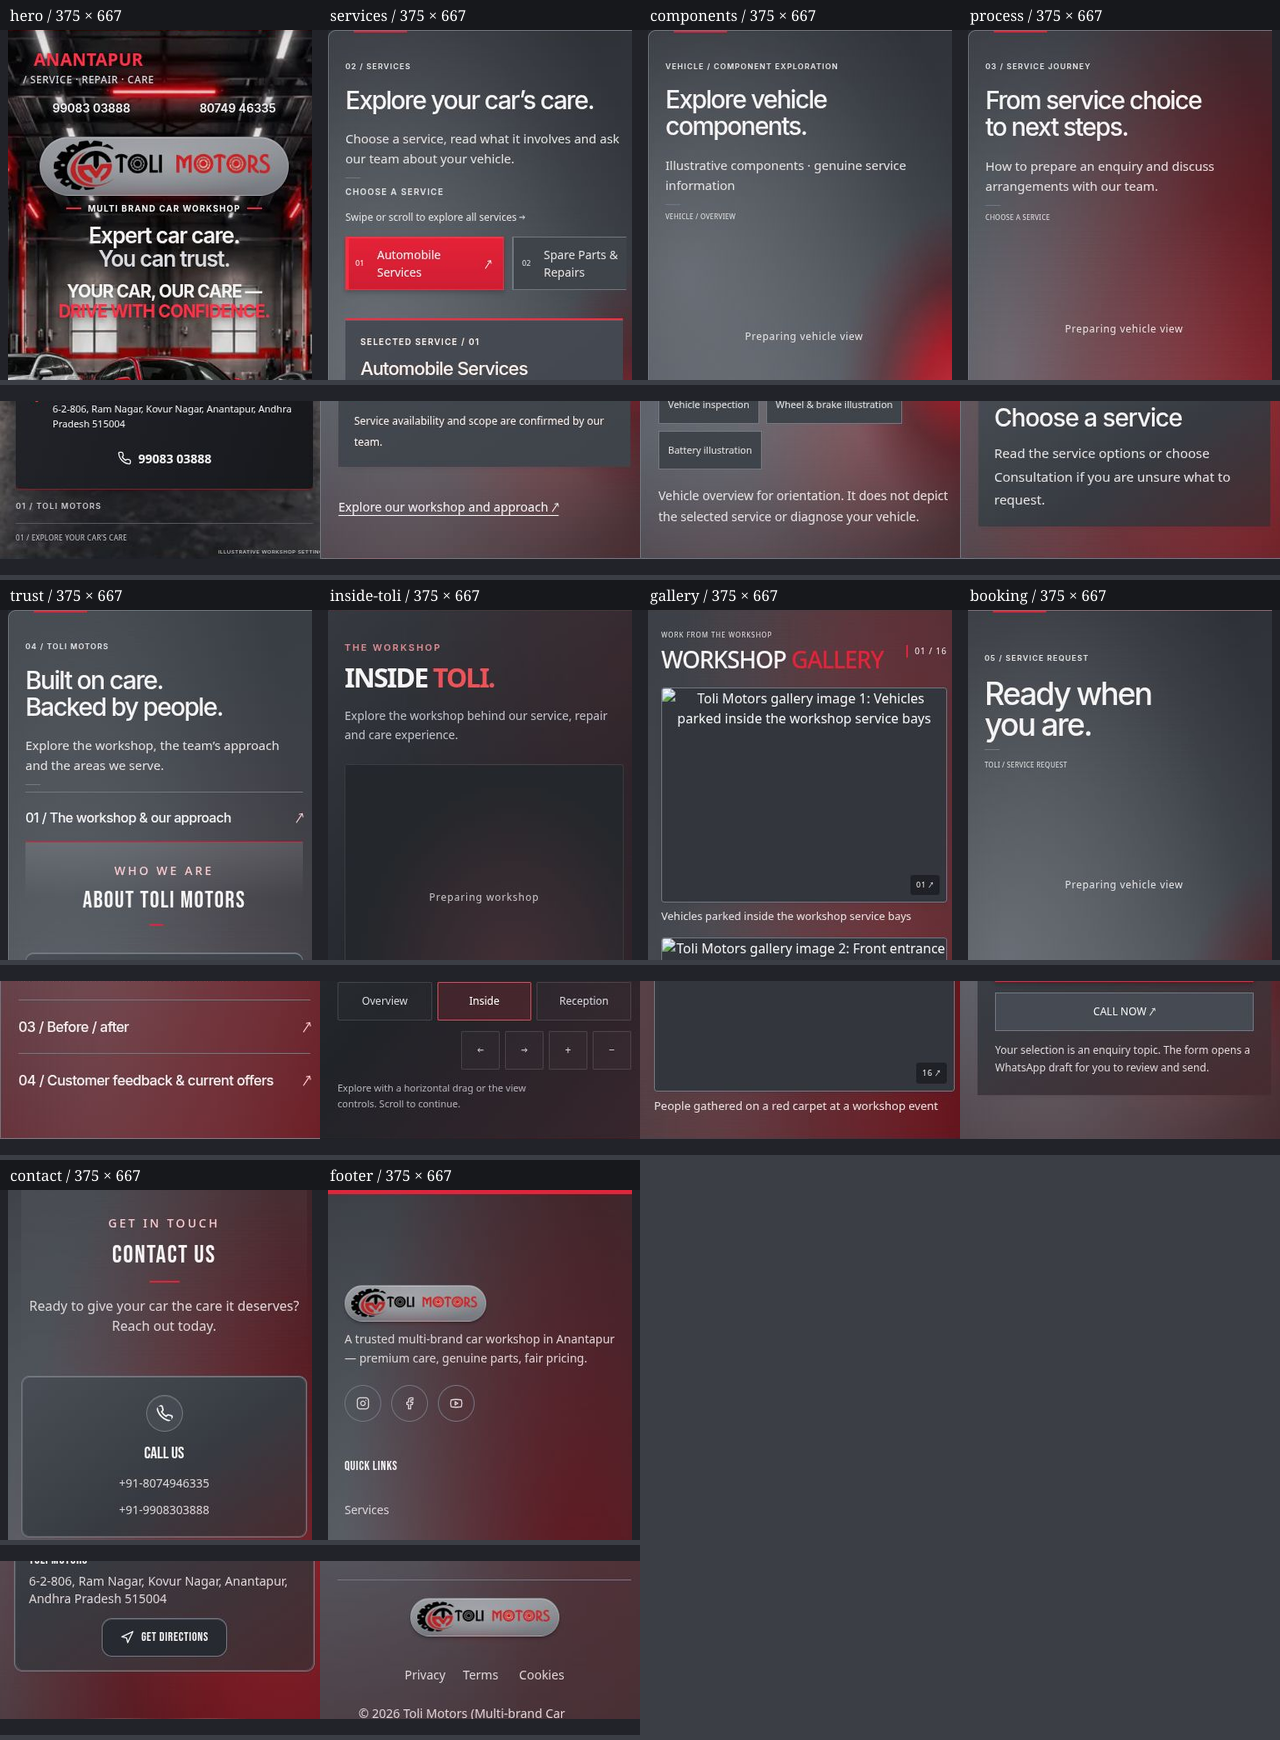 hero / 375 × 667
ANANTAPUR
/ SERVICE · REPAIR · CARE
99083 03888
80749 46335
TOLI MOTORS
MULTI BRAND CAR WORKSHOP
Expert car care.
You can trust.
YOUR CAR, OUR CARE —
DRIVE WITH CONFIDENCE.
services / 375 × 667
02 / SERVICES
Explore your car's care.
Choose a service, read what it involves and ask
our team about your vehicle.
CHOOSE A SERVICE
Swipe or scroll to explore all services →
01 Automobile
Services ↗
02 Spare Parts &
Repairs
SELECTED SERVICE / 01
Automobile Services
components / 375 × 667
VEHICLE / COMPONENT EXPLORATION
Explore vehicle
components.
Illustrative components · genuine service
information
VEHICLE / OVERVIEW
Preparing vehicle view
process / 375 × 667
03 / SERVICE JOURNEY
From service choice
to next steps.
How to prepare an enquiry and discuss
arrangements with our team.
CHOOSE A SERVICE
Preparing vehicle view
6-2-806, Ram Nagar, Kovur Nagar, Anantapur, Andhra
Pradesh 515004
99083 03888
01 / TOLI MOTORS
01 / EXPLORE YOUR CAR'S CARE
ILLUSTRATIVE WORKSHOP SETTIN
Service availability and scope are confirmed by our
team.
Explore our workshop and approach ↗
Vehicle inspection
Wheel & brake illustration
Battery illustration
Vehicle overview for orientation. It does not depict
the selected service or diagnose your vehicle.
Choose a service
Read the service options or choose
Consultation if you are unsure what to
request.
trust / 375 × 667
04 / TOLI MOTORS
Built on care.
Backed by people.
Explore the workshop, the team's approach
and the areas we serve.
01 / The workshop & our approach ↗
WHO WE ARE
ABOUT TOLI MOTORS
inside-toli / 375 × 667
THE WORKSHOP
INSIDE TOLI.
Explore the workshop behind our service, repair
and care experience.
Preparing workshop
gallery / 375 × 667
WORK FROM THE WORKSHOP
WORKSHOP GALLERY
01 / 16
Toli Motors gallery image 1: Vehicles
parked inside the workshop service bays
01 ↗
Vehicles parked inside the workshop service bays
Toli Motors gallery image 2: Front entrance
booking / 375 × 667
05 / SERVICE REQUEST
Ready when
you are.
TOLI / SERVICE REQUEST
Preparing vehicle view
03 / Before / after ↗
04 / Customer feedback & current offers ↗
Overview
Inside
Reception
← → + −
Explore with a horizontal drag or the view
controls. Scroll to continue.
16 ↗
People gathered on a red carpet at a workshop event
CALL NOW ↗
Your selection is an enquiry topic. The form opens a
WhatsApp draft for you to review and send.
contact / 375 × 667
GET IN TOUCH
CONTACT US
Ready to give your car the care it deserves?
Reach out today.
CALL US
+91-8074946335
+91-9908303888
footer / 375 × 667
TOLI MOTORS
A trusted multi-brand car workshop in Anantapur
— premium care, genuine parts, fair pricing.
QUICK LINKS
Services
TOLI MOTORS
6-2-806, Ram Nagar, Kovur Nagar, Anantapur,
Andhra Pradesh 515004
GET DIRECTIONS
TOLI MOTORS
Privacy Terms Cookies
© 2026 Toli Motors (Multi-brand Car